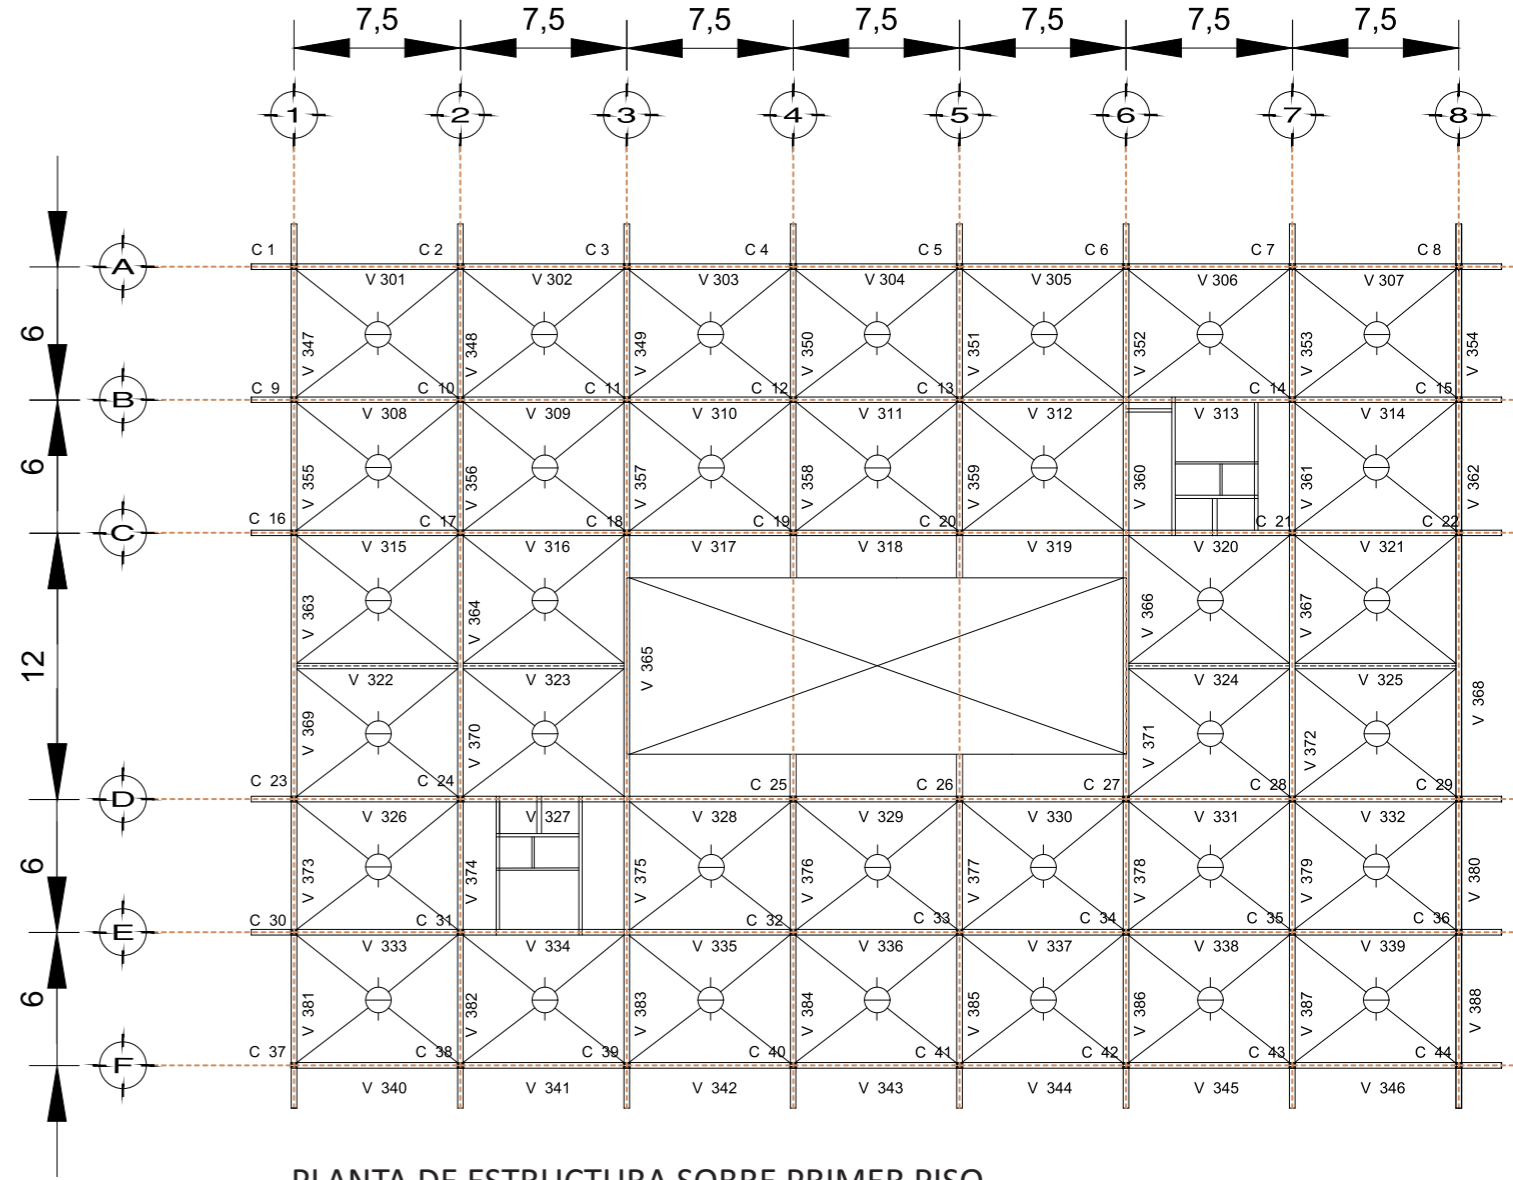 7,5 7,5 7,5 7,5 7,5 7,5 7,5
1 2 3 4 5 6 7 8
C 1 C 2 C 3 C 4 C 5 C 6 C 7 C 8
A
V 301 V 302 V 303 V 304 V 305 V 306 V 307
6
V 347 V 348 V 349 V 350 V 351 V 352 V 353 V 354
C 9 C 10 C 11 C 12 C 13 C 14 C 15
B
V 308 V 309 V 310 V 311 V 312 V 313 V 314
6
V 355 V 356 V 357 V 358 V 359 V 360 V 361 V 362
C 16 C 17 C 18 C 19 C 20 C 21 C 22
C
V 315 V 316 V 317 V 318 V 319 V 320 V 321
V 363 V 364 V 366 V 367
12
V 365
V 322 V 323 V 324 V 325
V 368
V 369 V 370 V 371 V 372
C 23 C 24 C 25 C 26 C 27 C 28 C 29
D
V 326 V 327 V 328 V 329 V 330 V 331 V 332
6
V 373 V 374 V 375 V 376 V 377 V 378 V 379 V 380
C 30 C 31 C 32 C 33 C 34 C 35 C 36
E
V 333 V 334 V 335 V 336 V 337 V 338 V 339
6
V 381 V 382 V 383 V 384 V 385 V 386 V 387 V 388
C 37 C 38 C 39 C 40 C 41 C 42 C 43 C 44
F
V 340 V 341 V 342 V 343 V 344 V 345 V 346
PLANTA DE ESTRUCTURA SOBRE PRIMER PISO